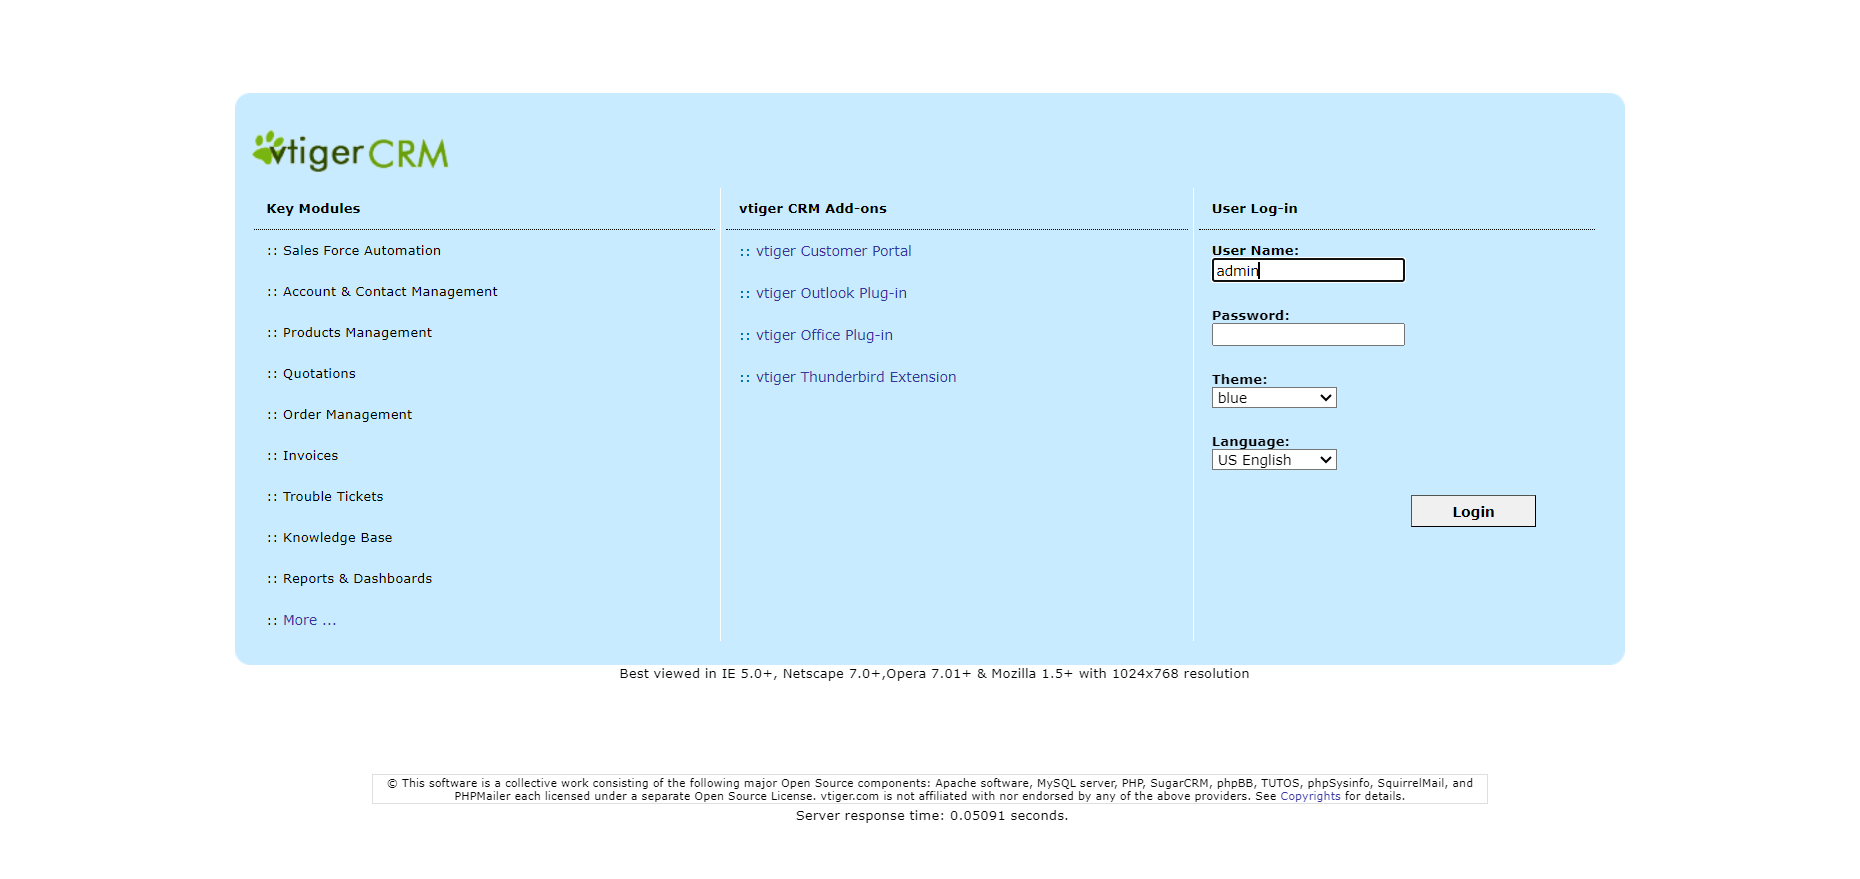 vtiger CRM
Key Modules
:: Sales Force Automation
:: Account & Contact Management
:: Products Management
:: Quotations
:: Order Management
:: Invoices
:: Trouble Tickets
:: Knowledge Base
:: Reports & Dashboards
:: More ...
vtiger CRM Add-ons
:: vtiger Customer Portal
:: vtiger Outlook Plug-in
:: vtiger Office Plug-in
:: vtiger Thunderbird Extension
User Log-in
User Name:
admin
Password:
Theme:
blue
Language:
US English
Login
Best viewed in IE 5.0+, Netscape 7.0+,Opera 7.01+ & Mozilla 1.5+ with 1024x768 resolution
© This software is a collective work consisting of the following major Open Source components: Apache software, MySQL server, PHP, SugarCRM, phpBB, TUTOS, phpSysinfo, SquirrelMail, and
PHPMailer each licensed under a separate Open Source License. vtiger.com is not affiliated with nor endorsed by any of the above providers. See Copyrights for details.
Server response time: 0.05091 seconds.